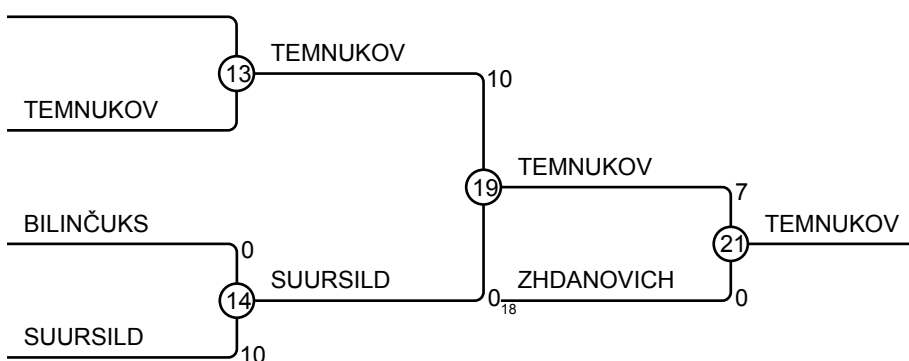 TEMNUKOV
13
TEMNUKOV
10
TEMNUKOV
19
7
BILINČUKS
0
TEMNUKOV
21
SUURSILD
14
0
18
ZHDANOVICH
0
SUURSILD
10